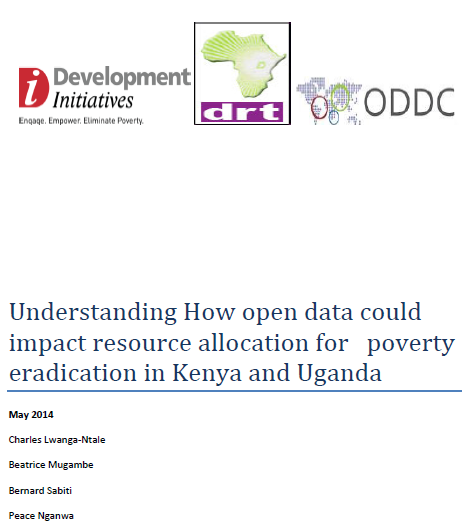 Development
Initiatives
Engage. Empower. Eliminate Poverty.
drt
ODDC
Understanding How open data could
impact resource allocation for poverty
eradication in Kenya and Uganda
May 2014
Charles Lwanga-Ntale
Beatrice Mugambe
Bernard Sabiti
Peace Nganwa